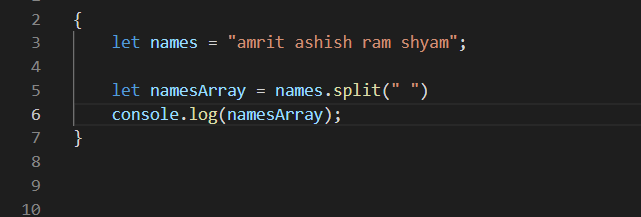 2 {
3 let names = "amrit ashish ram shyam";
4
5 let namesArray = names.split(" ")
6 console.log(namesArray);
7 }
8
9
10